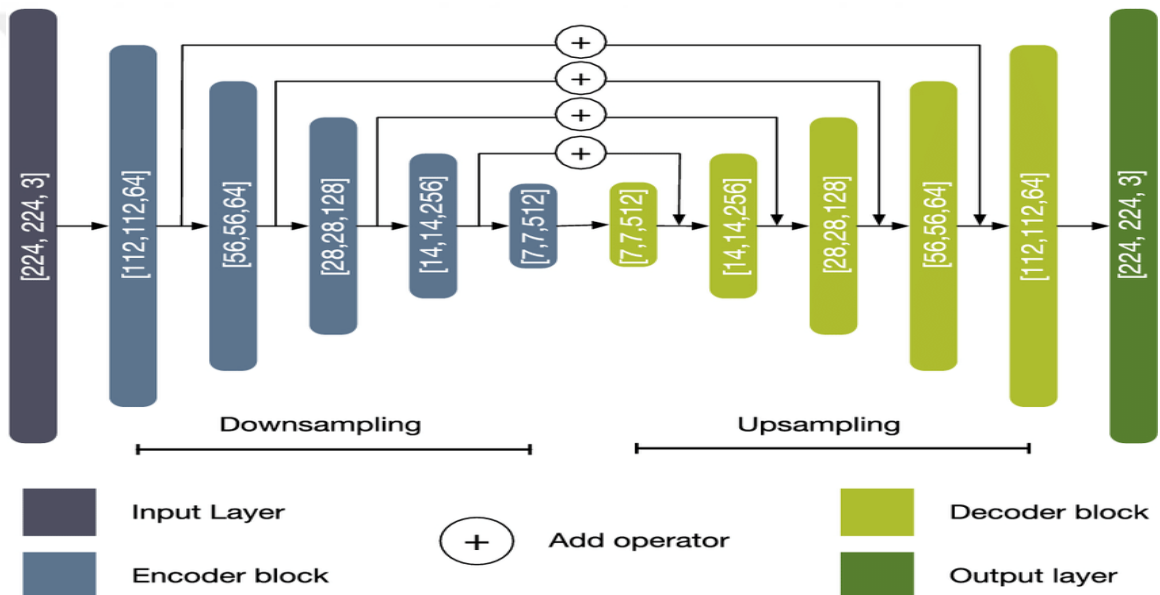 [224, 224, 3]
[112,112,64]
[56,56,64]
[28,28,128]
[14,14,256]
[7,7,512]
[7,7,512]
[14,14,256]
[28,28,128]
[56,56,64]
[112,112,64]
[224, 224, 3]
+
+
+
+
Downsampling
Upsampling
Input Layer
Encoder block
+ Add operator
Decoder block
Output layer